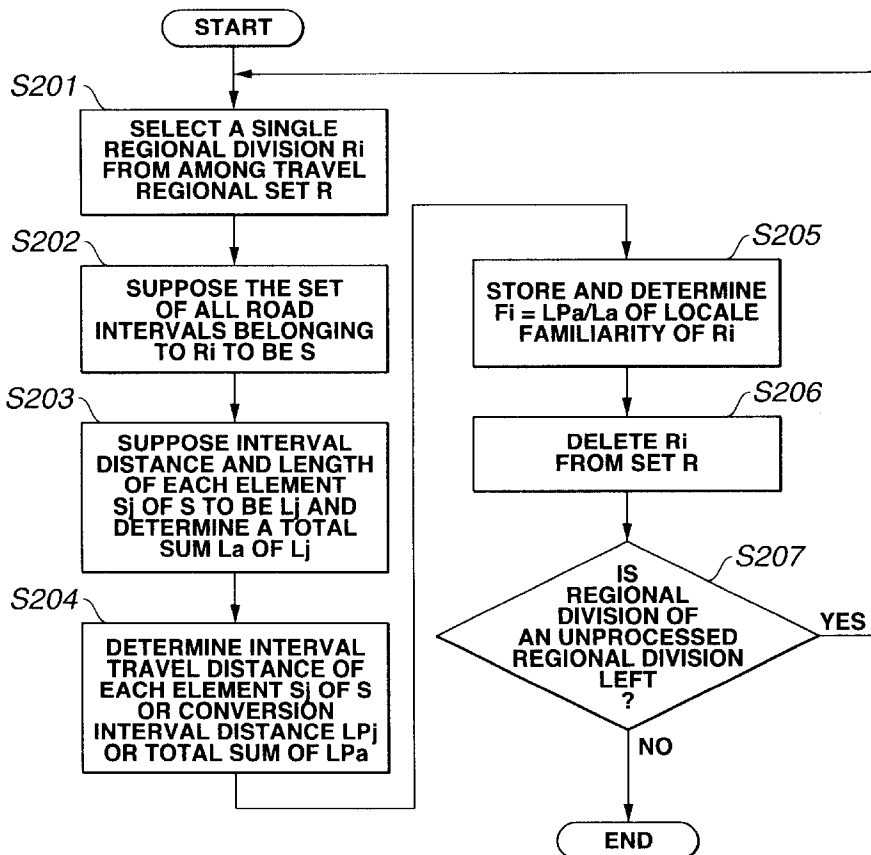 START
S201
SELECT A SINGLE
REGIONAL DIVISION Ri
FROM AMONG TRAVEL
REGIONAL SET R
S202
SUPPOSE THE SET
OF ALL ROAD
INTERVALS BELONGING
TO Ri TO BE S
S203
SUPPOSE INTERVAL
DISTANCE AND LENGTH
OF EACH ELEMENT
Sj OF S TO BE Lj AND
DETERMINE A TOTAL
SUM La OF Lj
S204
DETERMINE INTERVAL
TRAVEL DISTANCE OF
EACH ELEMENT Sj OF S
OR CONVERSION
INTERVAL DISTANCE LPj
OR TOTAL SUM OF LPa
S205
STORE AND DETERMINE
Fi = LPa/La OF LOCALE
FAMILIARITY OF Ri
S206
DELETE Ri
FROM SET R
S207
IS
REGIONAL
DIVISION OF
AN UNPROCESSED
REGIONAL DIVISION
LEFT
?
YES
NO
END